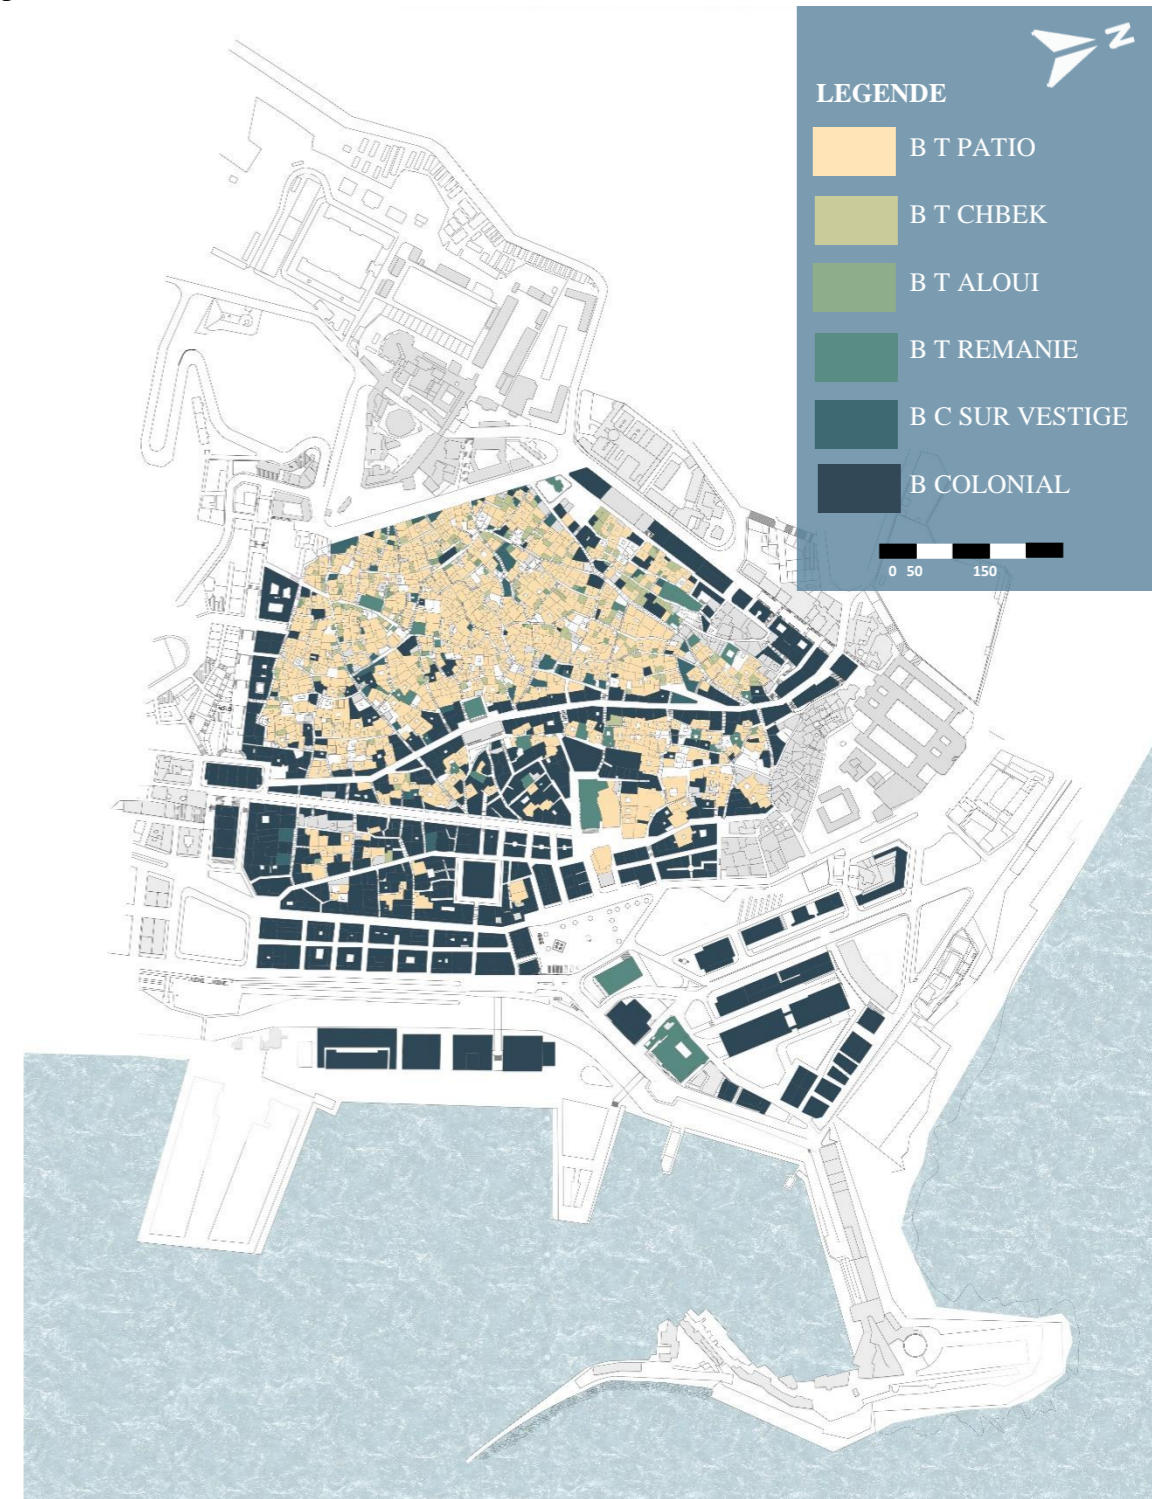 N
LEGENDE
B T PATIO
B T CHBEK
B T ALOUI
B T REMANIE
B C SUR VESTIGE
B COLONIAL
0 50 150